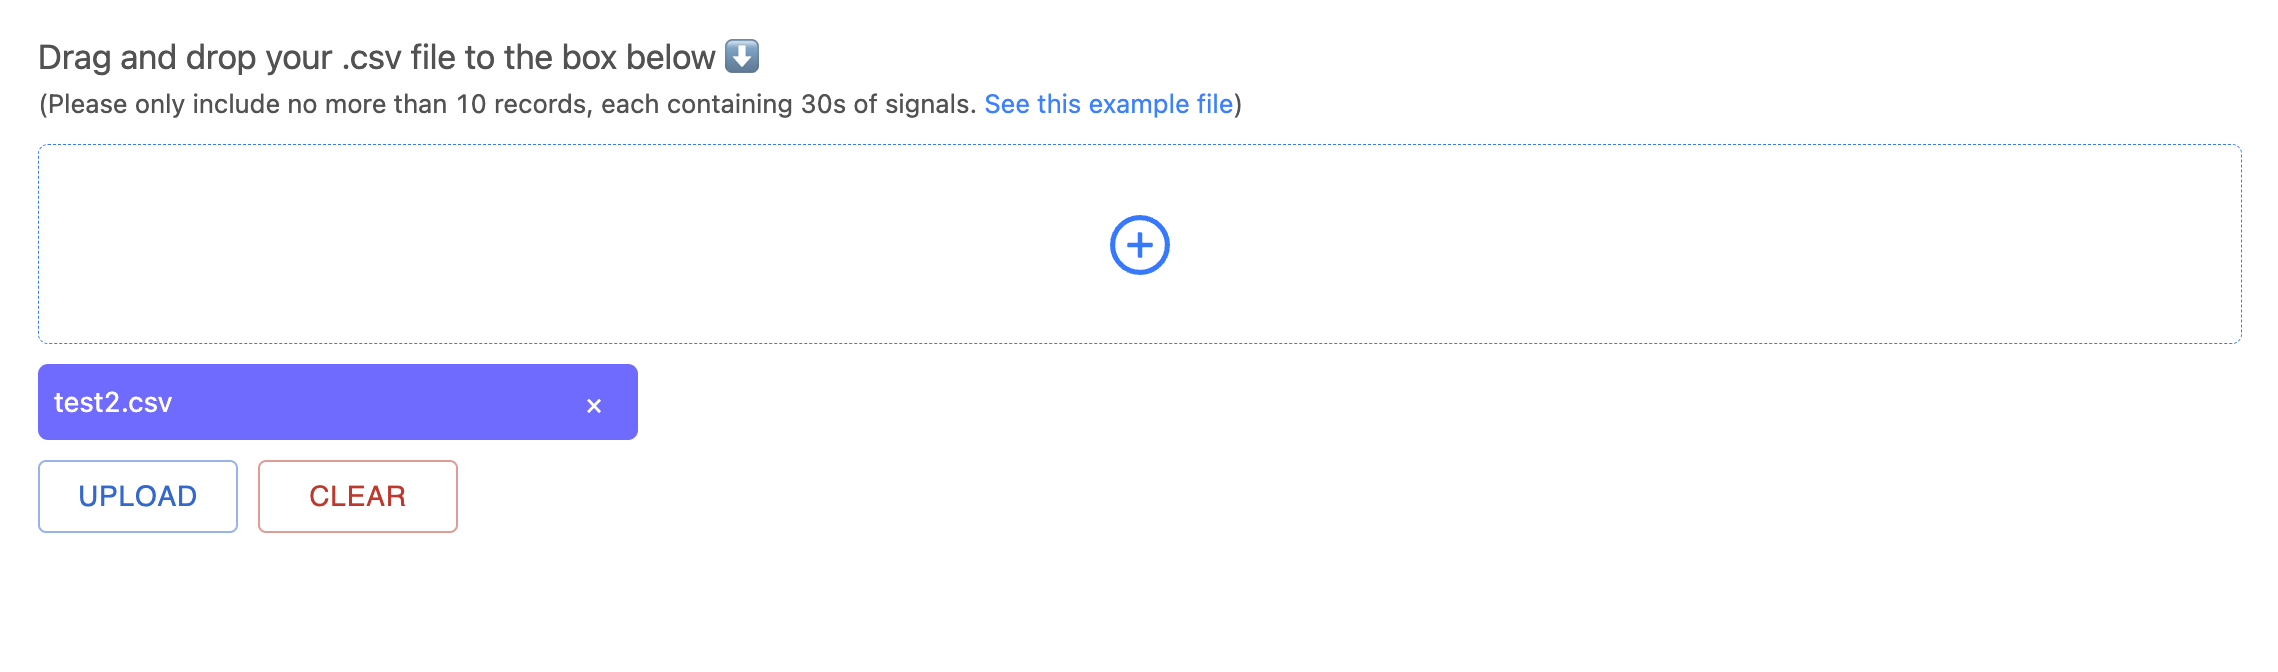 Drag and drop your .csv file to the box below ⬇️
(Please only include no more than 10 records, each containing 30s of signals. See this example file)
test2.csv ×
UPLOAD CLEAR